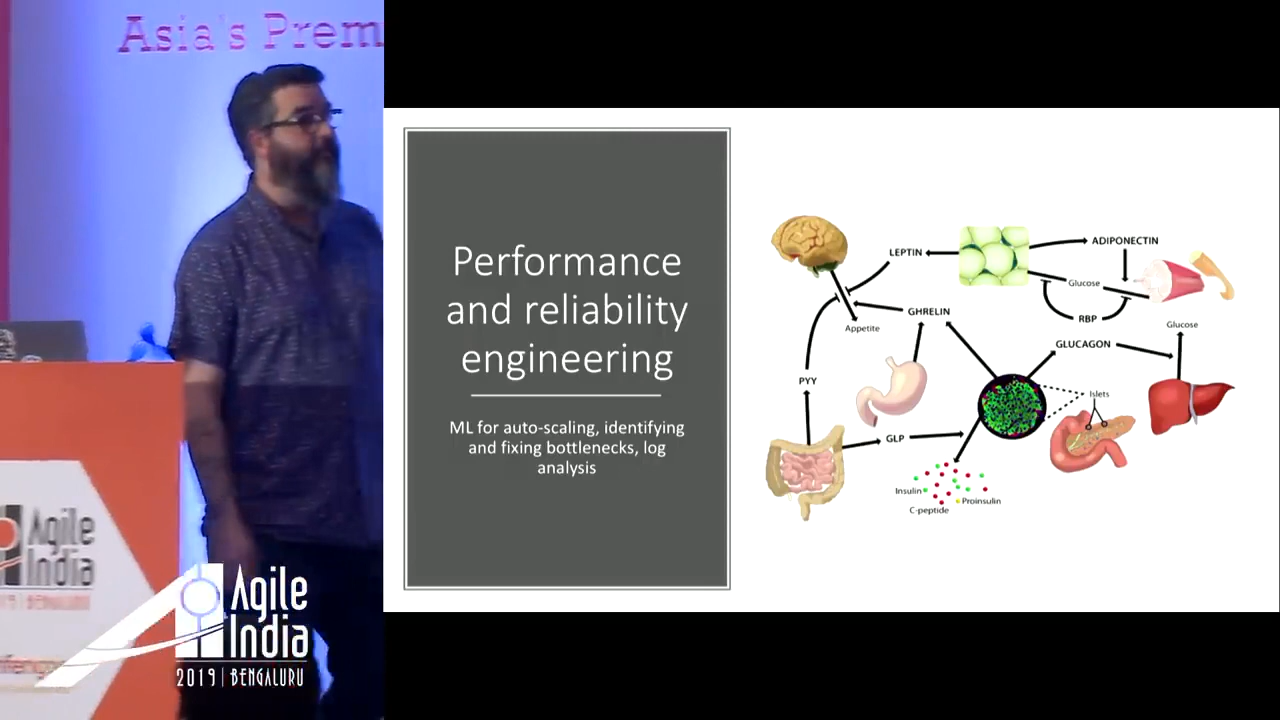 Asia's Prem
Performance
and reliability
engineering
ML for auto-scaling, identifying
and fixing bottlenecks, log
analysis
LEPTIN
ADIPONECTIN
Glucose
GHRELIN
RBP
Appetite
Glucose
GLUCAGON
PYY
Islets
GLP
Insulin
Proinsulin
C-peptide
Agile
India
BENGALURU
Agile
India
2019 | BENGALURU